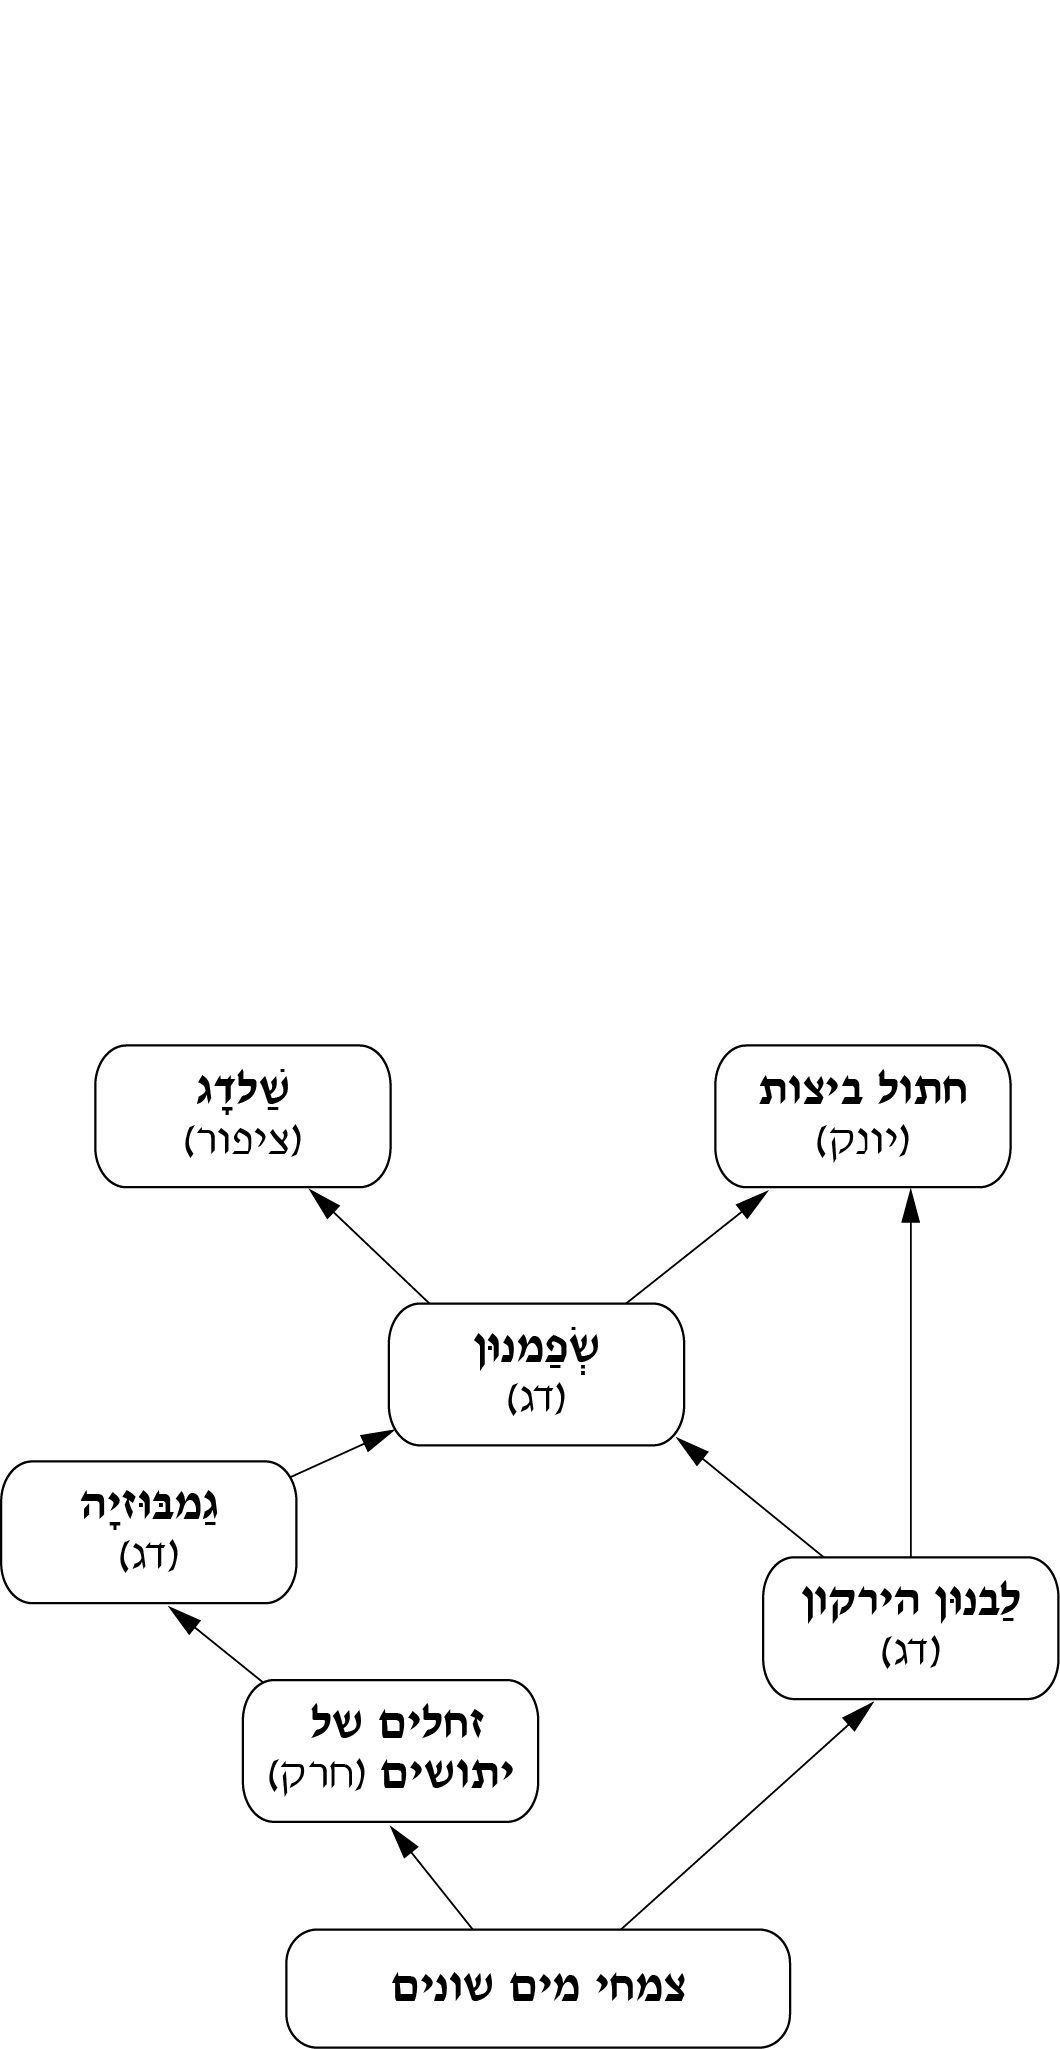 שַׁלדָג
(ציפור)
חתול ביצות
(יונק)
שְׂפַמנוּן
(דג)
גַמבּוּזיָה
(דג)
לַבנוּן הירקון
(דג)
זחלים של
יתושים (חרק)
צמחי מים שונים